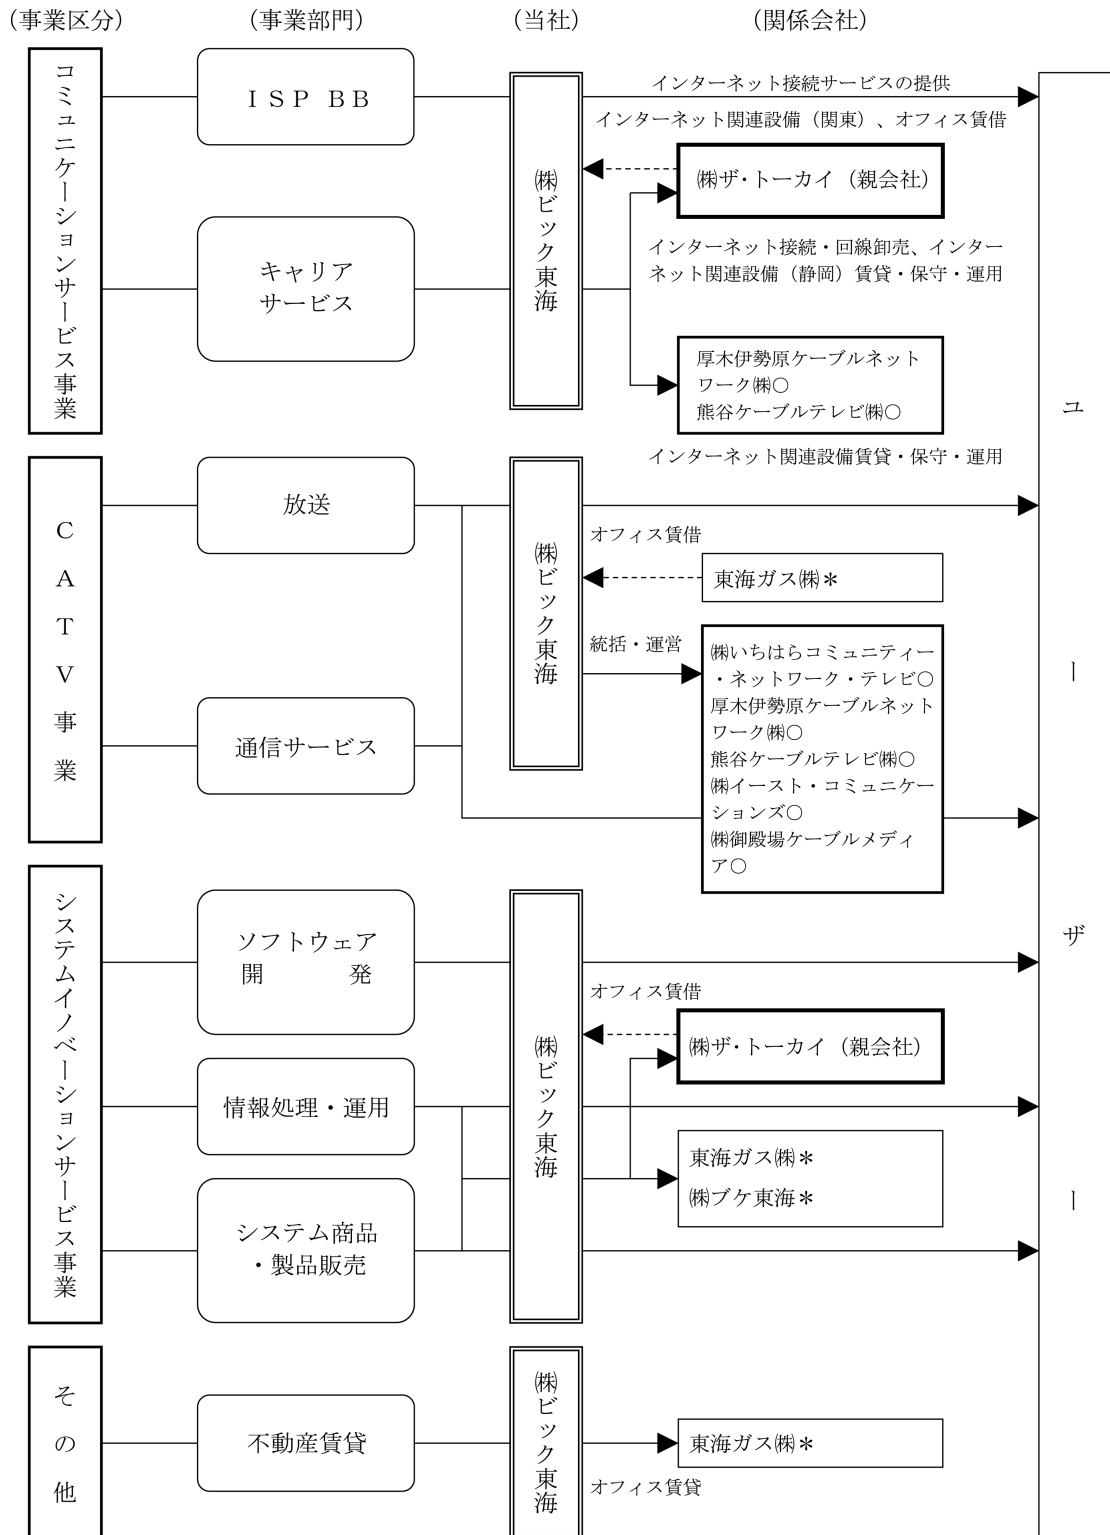 （事業区分）
（事業部門）
（当社）
（関係会社）
コミュニケーションサービス事業
ＩＳＰ ＢＢ
キャリア
サービス
㈱ビック東海
インターネット接続サービスの提供
インターネット関連設備（関東）、オフィス賃借
㈱ザ・トーカイ（親会社）
インターネット接続・回線卸売、インター
ネット関連設備（静岡）賃貸・保守・運用
厚木伊勢原ケーブルネット
ワーク㈱○
熊谷ケーブルテレビ㈱○
インターネット関連設備賃貸・保守・運用
ＣＡＴＶ事業
放送
通信サービス
㈱ビック東海
オフィス賃借
東海ガス㈱＊
統括・運営
㈱いちはらコミュニティー
・ネットワーク・テレビ○
厚木伊勢原ケーブルネット
ワーク㈱○
熊谷ケーブルテレビ㈱○
㈱イースト・コミュニケー
ションズ○
㈱御殿場ケーブルメディ
ア○
システムイノベーションサービス事業
ソフトウェア
開　　　発
情報処理・運用
システム商品
・製品販売
㈱ビック東海
オフィス賃借
㈱ザ・トーカイ（親会社）
東海ガス㈱＊
㈱ブケ東海＊
その他
不動産賃貸
㈱ビック東海
東海ガス㈱＊
オフィス賃貸
ユーザー